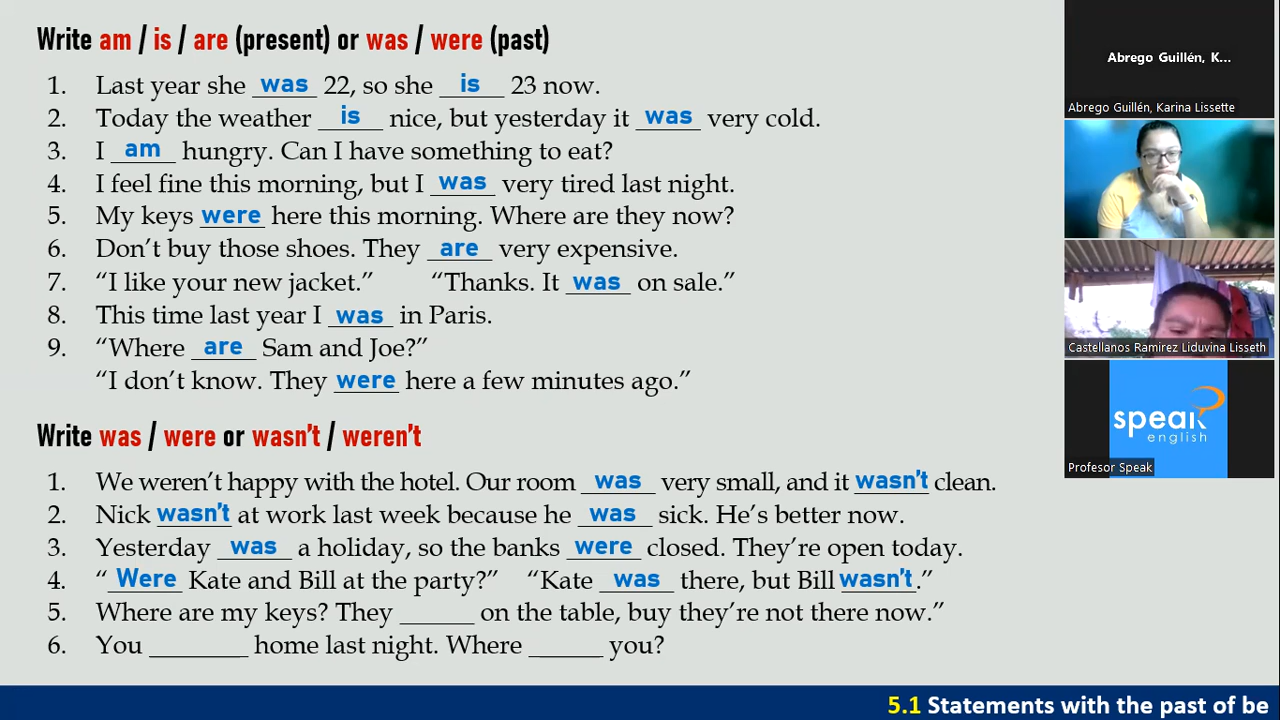 Write am / is / are (present) or was / were (past)
1. Last year she was 22, so she is 23 now.
2. Today the weather is nice, but yesterday it was very cold.
3. I am hungry. Can I have something to eat?
4. I feel fine this morning, but I was very tired last night.
5. My keys were here this morning. Where are they now?
6. Don't buy those shoes. They are very expensive.
7. “I like your new jacket.” “Thanks. It was on sale.”
8. This time last year I was in Paris.
9. “Where are Sam and Joe?”
“I don't know. They were here a few minutes ago.”
Write was / were or wasn't / weren't
1. We weren't happy with the hotel. Our room was very small, and it wasn't clean.
2. Nick wasn't at work last week because he was sick. He's better now.
3. Yesterday was a holiday, so the banks were closed. They're open today.
4. “Were Kate and Bill at the party?” “Kate was there, but Bill wasn't.”
5. Where are my keys? They ______ on the table, buy they're not there now.”
6. You ________ home last night. Where ______ you?
5.1 Statements with the past of be
Abrego Guillén, K...
Abrego Guillén, Karina Lissette
Castellanos Ramirez Liduvina Lisseth
speak
english
Profesor Speak